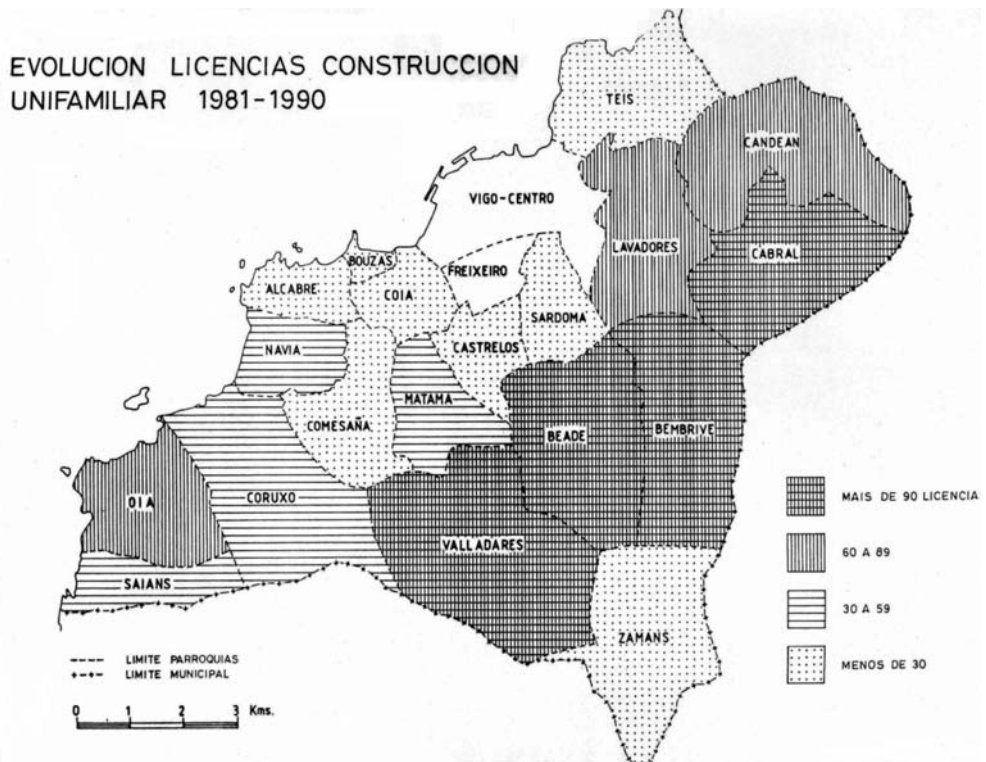 EVOLUCION LICENCIAS CONSTRUCCION
UNIFAMILIAR 1981-1990
TEIS
CANDEAN
VIGO-CENTRO
LAVADORES
CABRAL
BOUZAS
FREIXEIRO
ALCABRE
COIA
SARDOMA
NAVIA
CASTRELOS
MATAMA
COMESAÑA
BEADE
BEMBRIVE
OIA
CORUXO
VALLADARES
SAIANS
ZAMANS
MAIS DE 90 LICENCIA
60 A 89
30 A 59
MENOS DE 30
LIMITE PARROQUIAS
LIMITE MUNICIPAL
0 1 2 3 Kms.